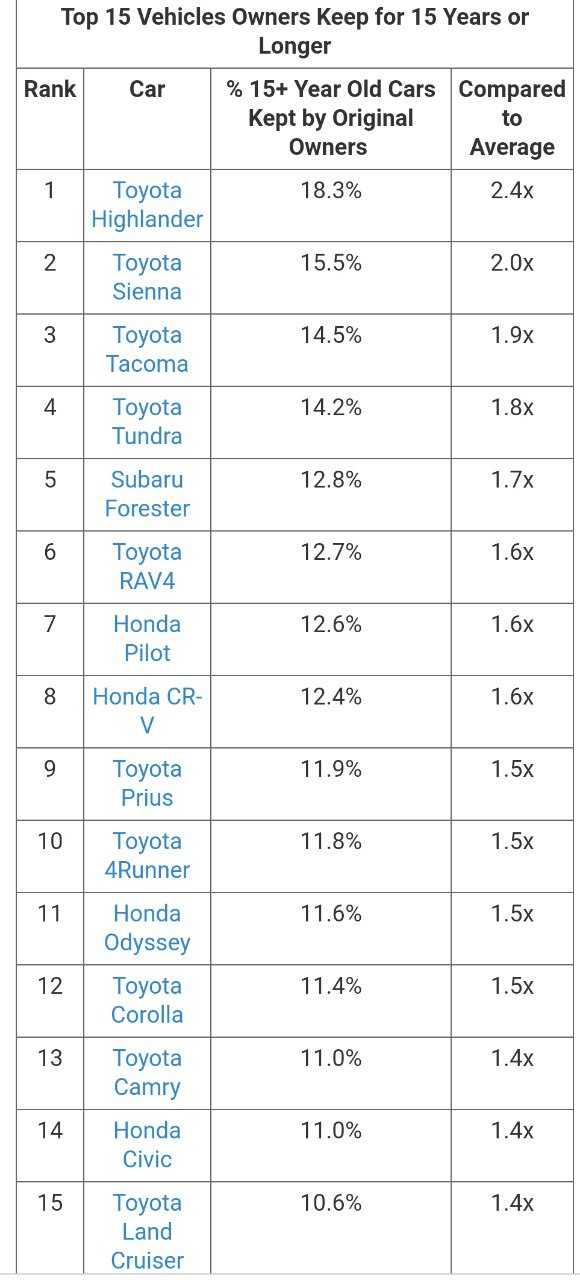 Top 15 Vehicles Owners Keep for 15 Years or
Longer
Rank Car % 15+ Year Old Cars Compared
Kept by Original to
Owners Average
1 Toyota 18.3% 2.4x
Highlander
2 Toyota 15.5% 2.0x
Sienna
3 Toyota 14.5% 1.9x
Tacoma
4 Toyota 14.2% 1.8x
Tundra
5 Subaru 12.8% 1.7x
Forester
6 Toyota 12.7% 1.6x
RAV4
7 Honda 12.6% 1.6x
Pilot
8 Honda CR- 12.4% 1.6x
V
9 Toyota 11.9% 1.5x
Prius
10 Toyota 11.8% 1.5x
4Runner
11 Honda 11.6% 1.5x
Odyssey
12 Toyota 11.4% 1.5x
Corolla
13 Toyota 11.0% 1.4x
Camry
14 Honda 11.0% 1.4x
Civic
15 Toyota 10.6% 1.4x
Land
Cruiser